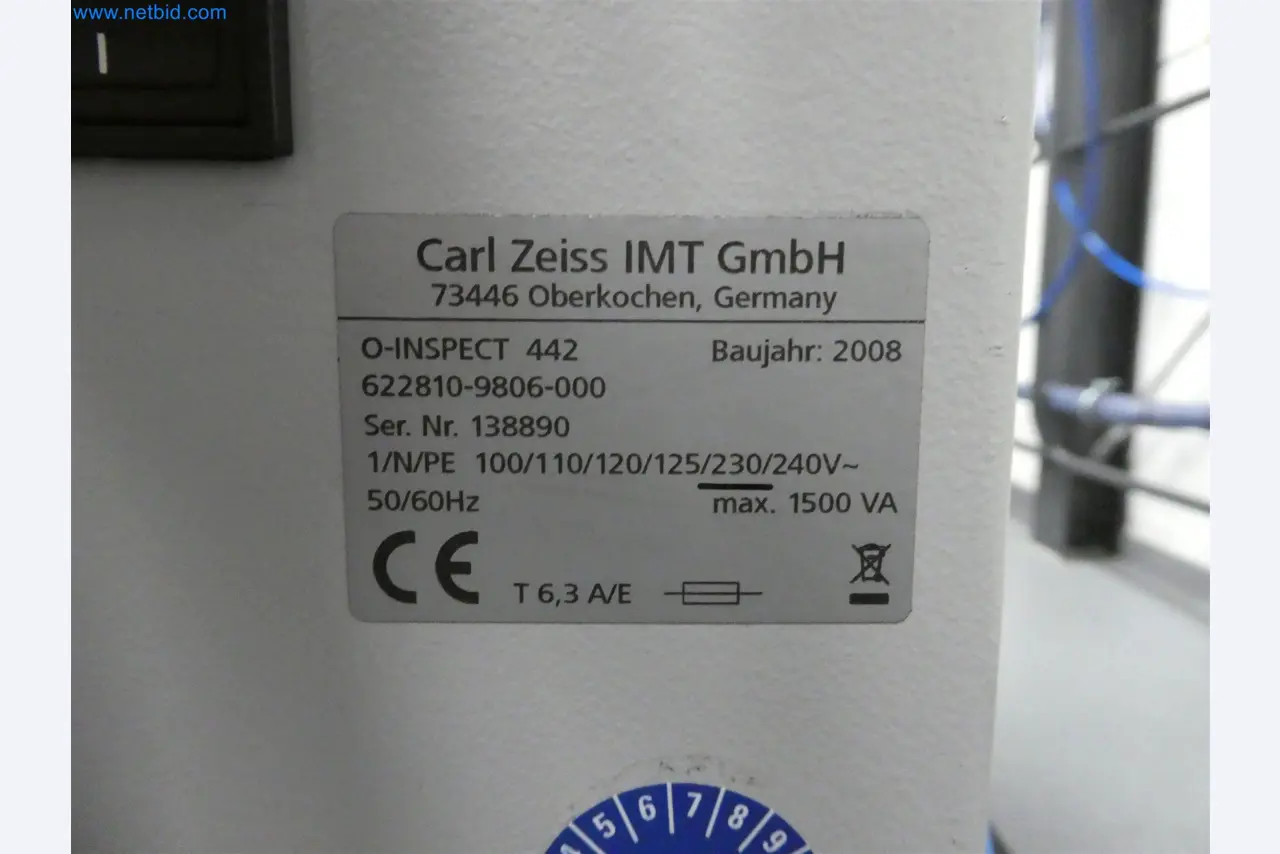 www.netbid.com
Carl Zeiss IMT GmbH
73446 Oberkochen, Germany
O-INSPECT 442 Baujahr: 2008
622810-9806-000
Ser. Nr. 138890
1/N/PE 100/110/120/125/230/240V~
50/60Hz max. 1500 VA
CE T 6,3 A/E
5 6 7 8 9